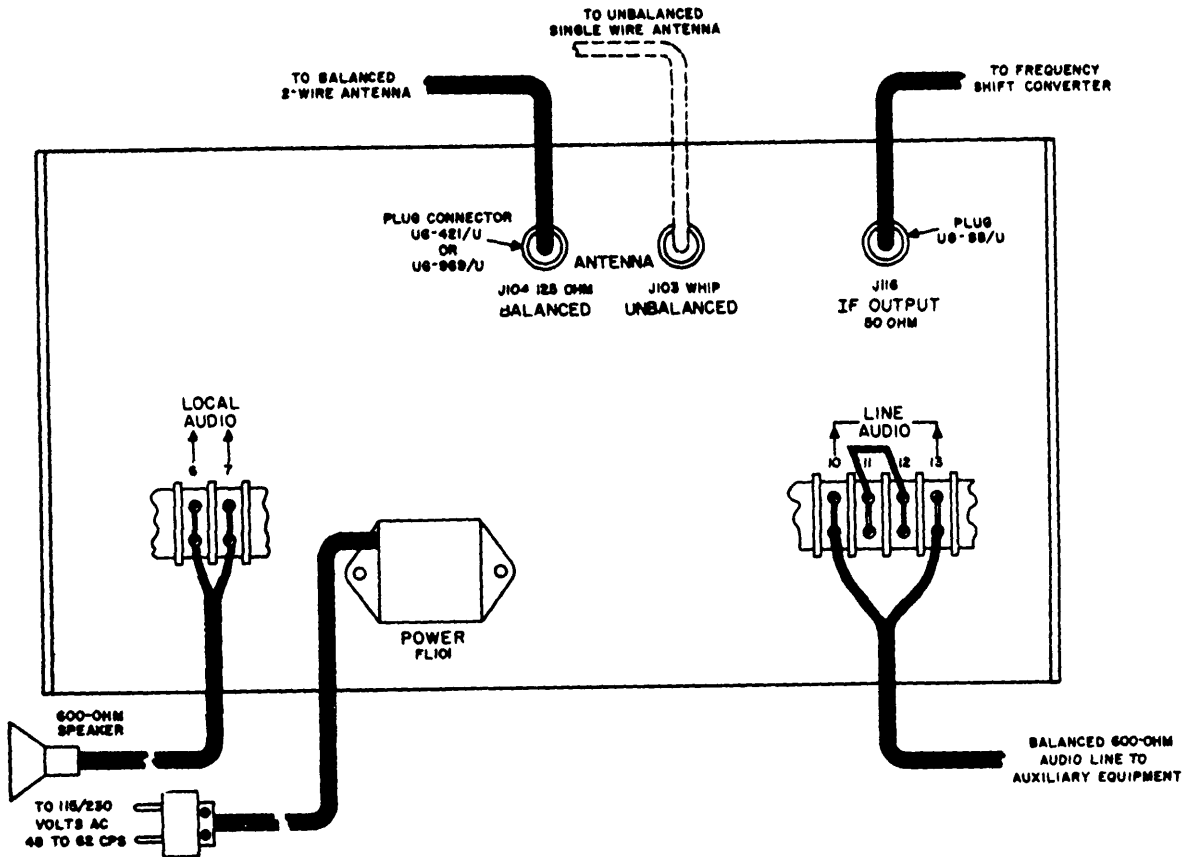 TO UNBALANCED
SINGLE WIRE ANTENNA
TO BALANCED
2-WIRE ANTENNA
TO FREQUENCY
SHIFT CONVERTER
PLUG CONNECTOR
UG-421/U
OR
UG-969/U
PLUG
UG-88/U
ANTENNA
J104 125 OHM
BALANCED
J103 WHIP
UNBALANCED
J116
IF OUTPUT
50 OHM
LOCAL
AUDIO
6 7
LINE
AUDIO
10 11 12 13
POWER
FL101
600-OHM
SPEAKER
TO 115/230
VOLTS AC
48 TO 62 CPS
BALANCED 600-OHM
AUDIO LINE TO
AUXILIARY EQUIPMENT